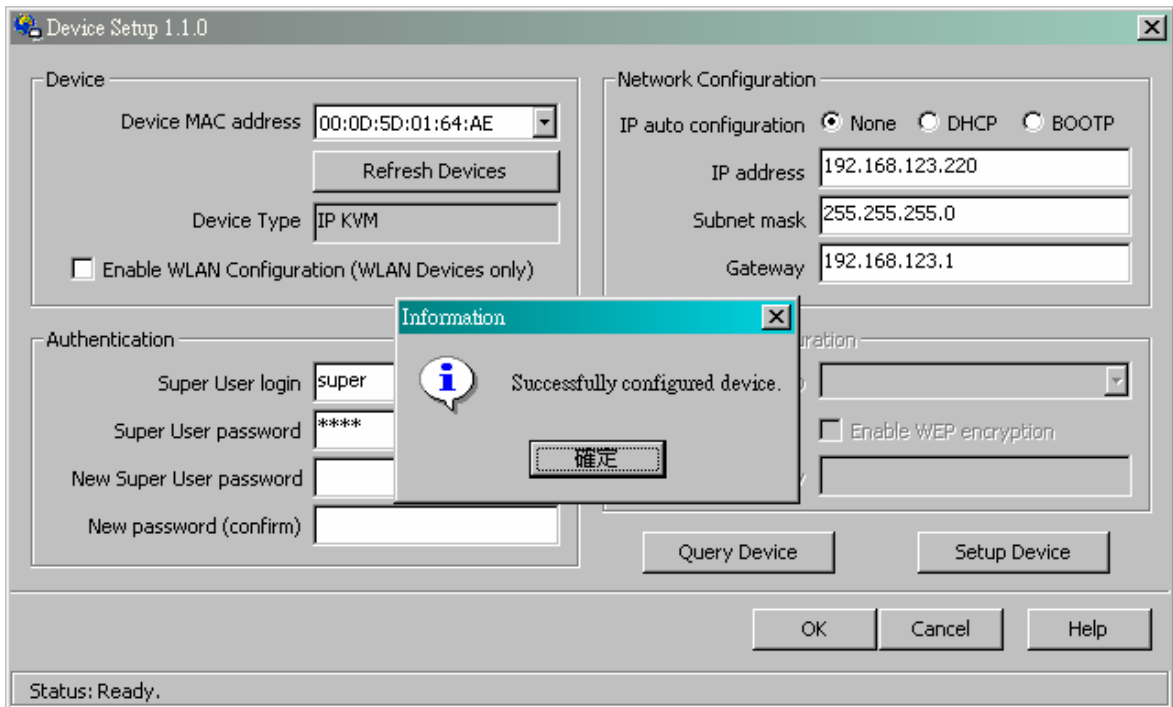 Device Setup 1.1.0
Device
Device MAC address 00:0D:5D:01:64:AE
Refresh Devices
Device Type IP KVM
Enable WLAN Configuration (WLAN Devices only)
Network Configuration
IP auto configuration None DHCP BOOTP
IP address 192.168.123.220
Subnet mask 255.255.255.0
Gateway 192.168.123.1
Authentication
Super User login super
Super User password ****
New Super User password
New password (confirm)
Information
Successfully configured device.
確定
Enable WEP encryption
Query Device Setup Device
OK Cancel Help
Status: Ready.